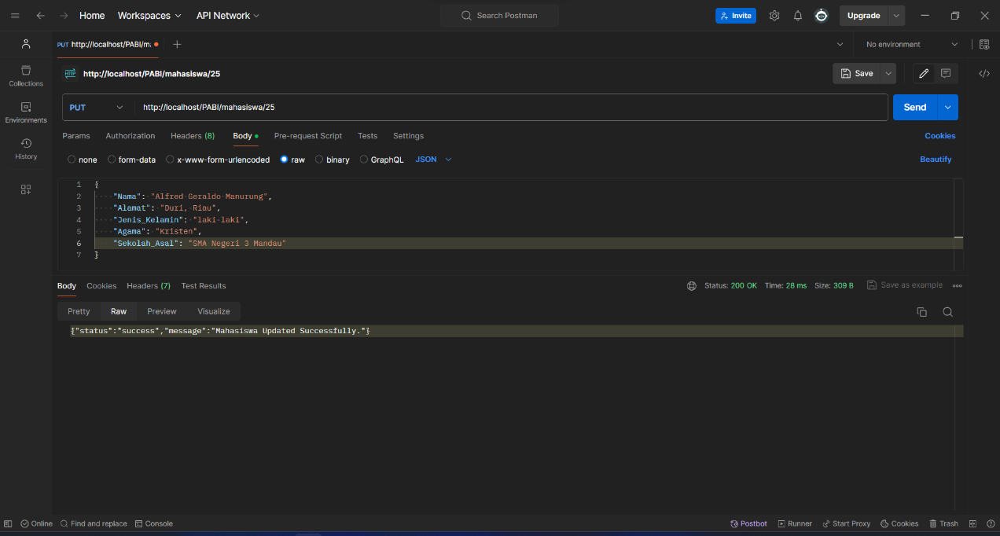 Home Workspaces API Network Search Postman Invite Upgrade
PUT http://localhost/PABI/ma No environment
Collections
Environments
History
HTTP http://localhost/PABI/mahasiswa/25 Save
PUT http://localhost/PABI/mahasiswa/25 Send
Params Authorization Headers (8) Body Pre-request Script Tests Settings Cookies
none form-data x-www-form-urlencoded raw binary GraphQL JSON Beautify
1 {
2 "Nama": "Alfred Geraldo Manurung",
3 "Alamat": "Duri, Riau",
4 "Jenis_Kelamin": "laki-laki",
5 "Agama": "Kristen",
6 "Sekolah_Asal": "SMA Negeri 3 Mandau"
7 }
Body Cookies Headers (7) Test Results Status: 200 OK Time: 28 ms Size: 309 B Save as example
Pretty Raw Preview Visualize
{"status":"success","message":"Mahasiswa Updated Successfully."}
Online Find and replace Console Postbot Runner Start Proxy Cookies Trash